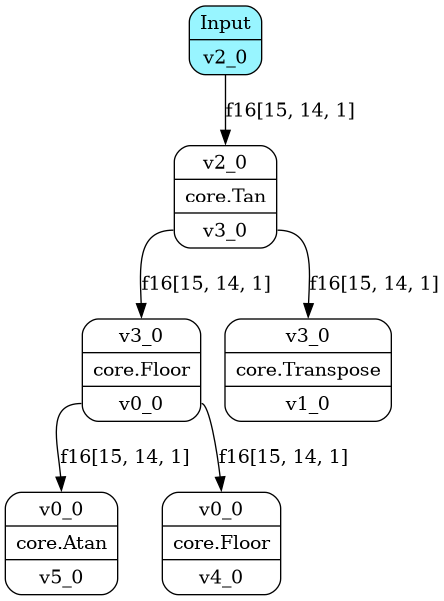 Input
v2_0
f16[15, 14, 1]
v2_0
core.Tan
v3_0
f16[15, 14, 1]
f16[15, 14, 1]
v3_0
core.Floor
v0_0
v3_0
core.Transpose
v1_0
f16[15, 14, 1]
f16[15, 14, 1]
v0_0
core.Atan
v5_0
v0_0
core.Floor
v4_0